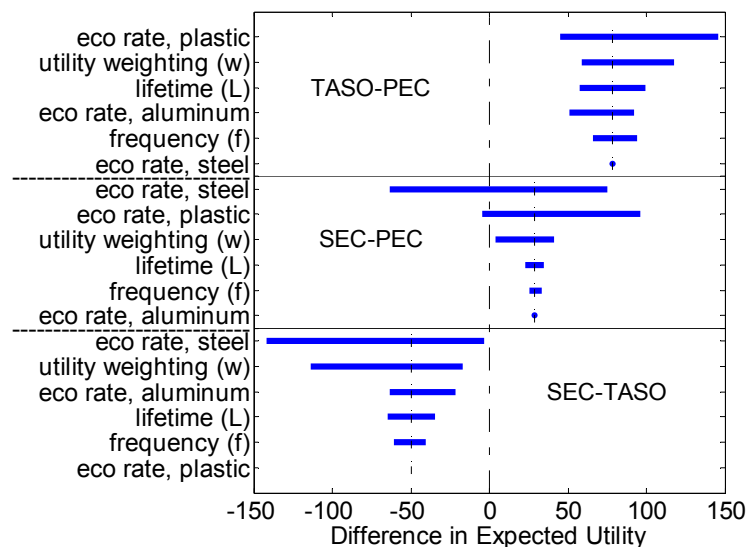 eco rate, plastic
utility weighting (w)
lifetime (L)
TASO-PEC
eco rate, aluminum
frequency (f)
eco rate, steel
eco rate, steel
eco rate, plastic
utility weighting (w)
SEC-PEC
lifetime (L)
frequency (f)
eco rate, aluminum
eco rate, steel
utility weighting (w)
eco rate, aluminum
SEC-TASO
lifetime (L)
frequency (f)
eco rate, plastic
-150 -100 -50 0 50 100 150
Difference in Expected Utility